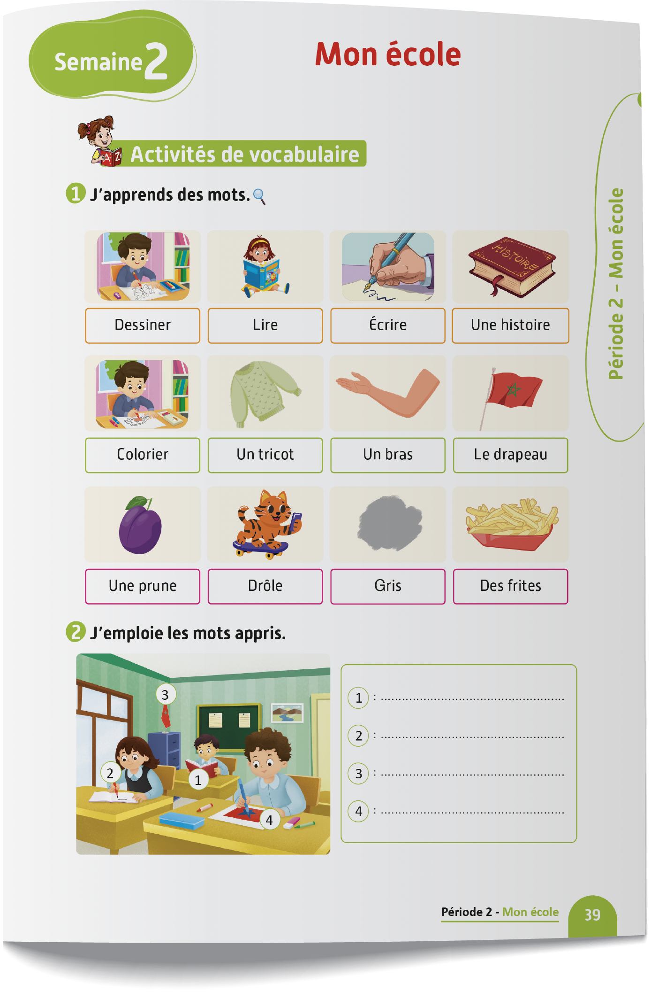 Semaine 2
Mon école
A Z
Activités de vocabulaire
1 J'apprends des mots.
HISTOIRE
Dessiner Lire Écrire Une histoire
Colorier Un tricot Un bras Le drapeau
Une prune Drôle Gris Des frites
2 J'emploie les mots appris.
3
2
1
4
1 : ........................................
2 : ........................................
3 : ........................................
4 : ........................................
Période 2 - Mon école
Période 2 - Mon école
39